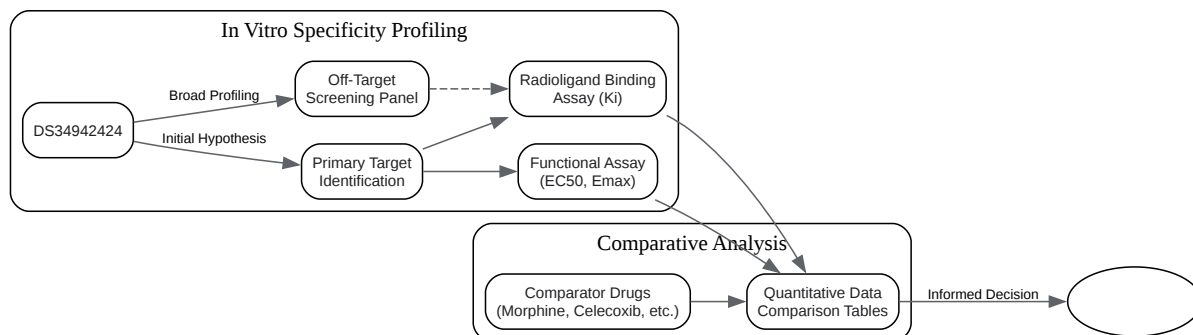 In Vitro Specificity Profiling
DS34942424
Broad Profiling
Initial Hypothesis
Off-Target
Screening Panel
Primary Target
Identification
Radioligand Binding
Assay (Ki)
Functional Assay
(EC50, Emax)
Comparative Analysis
Comparator Drugs
(Morphine, Celecoxib, etc.)
Quantitative Data
Comparison Tables
Informed Decision